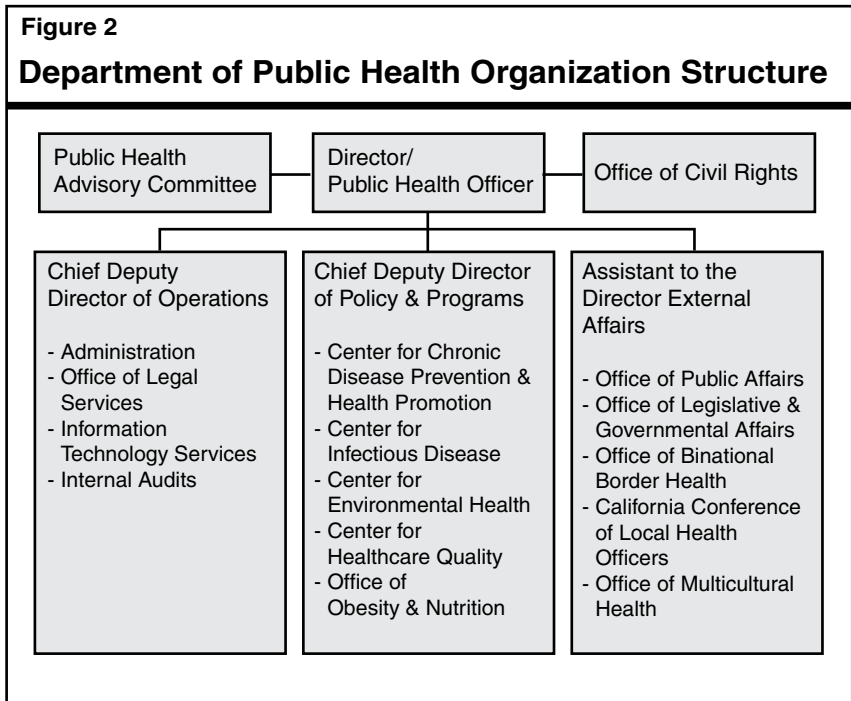 Figure 2
Department of Public Health Organization Structure
Public Health
Advisory Committee
Director/
Public Health Officer
Office of Civil Rights
Chief Deputy
Director of Operations
- Administration
- Office of Legal
Services
- Information
Technology Services
- Internal Audits
Chief Deputy Director
of Policy & Programs
- Center for Chronic
Disease Prevention &
Health Promotion
- Center for
Infectious Disease
- Center for
Environmental Health
- Center for
Healthcare Quality
- Office of
Obesity & Nutrition
Assistant to the
Director External
Affairs
- Office of Public Affairs
- Office of Legislative &
Governmental Affairs
- Office of Binational
Border Health
- California Conference
of Local Health
Officers
- Office of Multicultural
Health